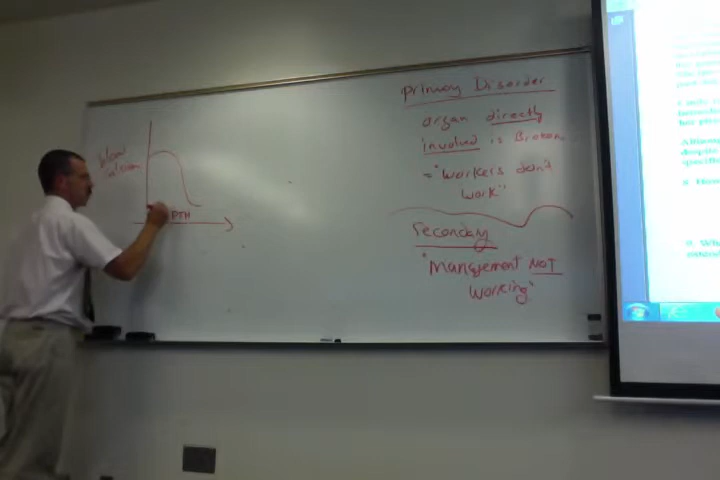 blood
calcium
PTH
Primary Disorder
organ directly
involved is Broken
= "workers don't
work"
Secondary
"Management NOT
Working"